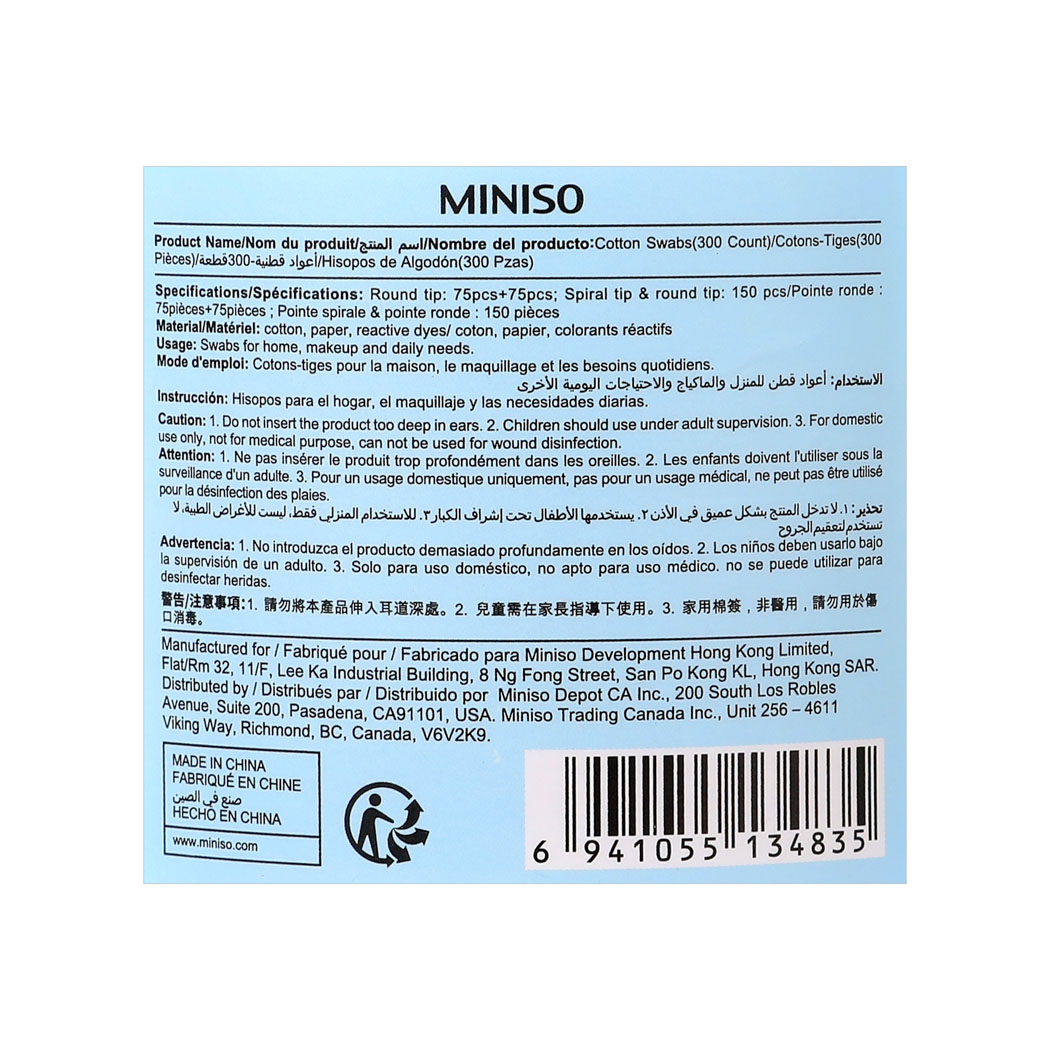 MINISO
Product Name/Nom du produit/اسم المنتج/Nombre del producto:Cotton Swabs(300 Count)/Cotons-Tiges(300
Pièces)/أعواد قطنية-300قطعة/Hisopos de Algodón(300 Pzas)
Specifications/Spécifications: Round tip: 75pcs+75pcs; Spiral tip & round tip: 150 pcs/Pointe ronde :
75pièces+75pièces ; Pointe spirale & pointe ronde : 150 pièces
Material/Matériel: cotton, paper, reactive dyes/ coton, papier, colorants réactifs
Usage: Swabs for home, makeup and daily needs.
Mode d'emploi: Cotons-tiges pour la maison, le maquillage et les besoins quotidiens.
الاستخدام: أعواد قطن للمنزل والماكياج والاحتياجات اليومية الأخرى
Instrucción: Hisopos para el hogar, el maquillaje y las necesidades diarias.
Caution: 1. Do not insert the product too deep in ears. 2. Children should use under adult supervision. 3. For domestic
use only, not for medical purpose, can not be used for wound disinfection.
Attention: 1. Ne pas insérer le produit trop profondément dans les oreilles. 2. Les enfants doivent l'utiliser sous la
surveillance d'un adulte. 3. Pour un usage domestique uniquement, pas pour un usage médical, ne peut pas être utilisé
pour la désinfection des plaies.
تحذير: ١. لا تدخل المنتج بشكل عميق في الأذن ٢. يستخدمها الأطفال تحت إشراف الكبار ٣. للاستخدام المنزلي فقط، ليست للأغراض الطبية، لا
تستخدم لتعقيم الجروح
Advertencia: 1. No introduzca el producto demasiado profundamente en los oídos. 2. Los niños deben usarlo bajo
la supervisión de un adulto. 3. Solo para uso doméstico, no apto para uso médico. no se puede utilizar para
desinfectar heridas.
警告/注意事項:1. 請勿將本產品伸入耳道深處。2. 兒童需在家長指導下使用。3. 家用棉簽，非醫用，請勿用於傷
口消毒。
Manufactured for / Fabriqué pour / Fabricado para Miniso Development Hong Kong Limited,
Flat/Rm 32, 11/F, Lee Ka Industrial Building, 8 Ng Fong Street, San Po Kong KL, Hong Kong SAR.
Distributed by / Distribués par / Distribuido por Miniso Depot CA Inc., 200 South Los Robles
Avenue, Suite 200, Pasadena, CA91101, USA. Miniso Trading Canada Inc., Unit 256 – 4611
Viking Way, Richmond, BC, Canada, V6V2K9.
MADE IN CHINA
FABRIQUÉ EN CHINE
صنع في الصين
HECHO EN CHINA
www.miniso.com
6 941055 134835